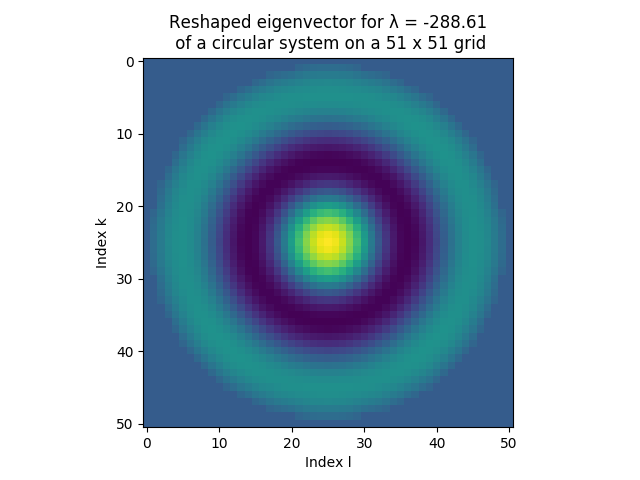 Reshaped eigenvector for λ = -288.61
of a circular system on a 51 x 51 grid
0
10
20
30
40
50
Index k
0 10 20 30 40 50
Index l